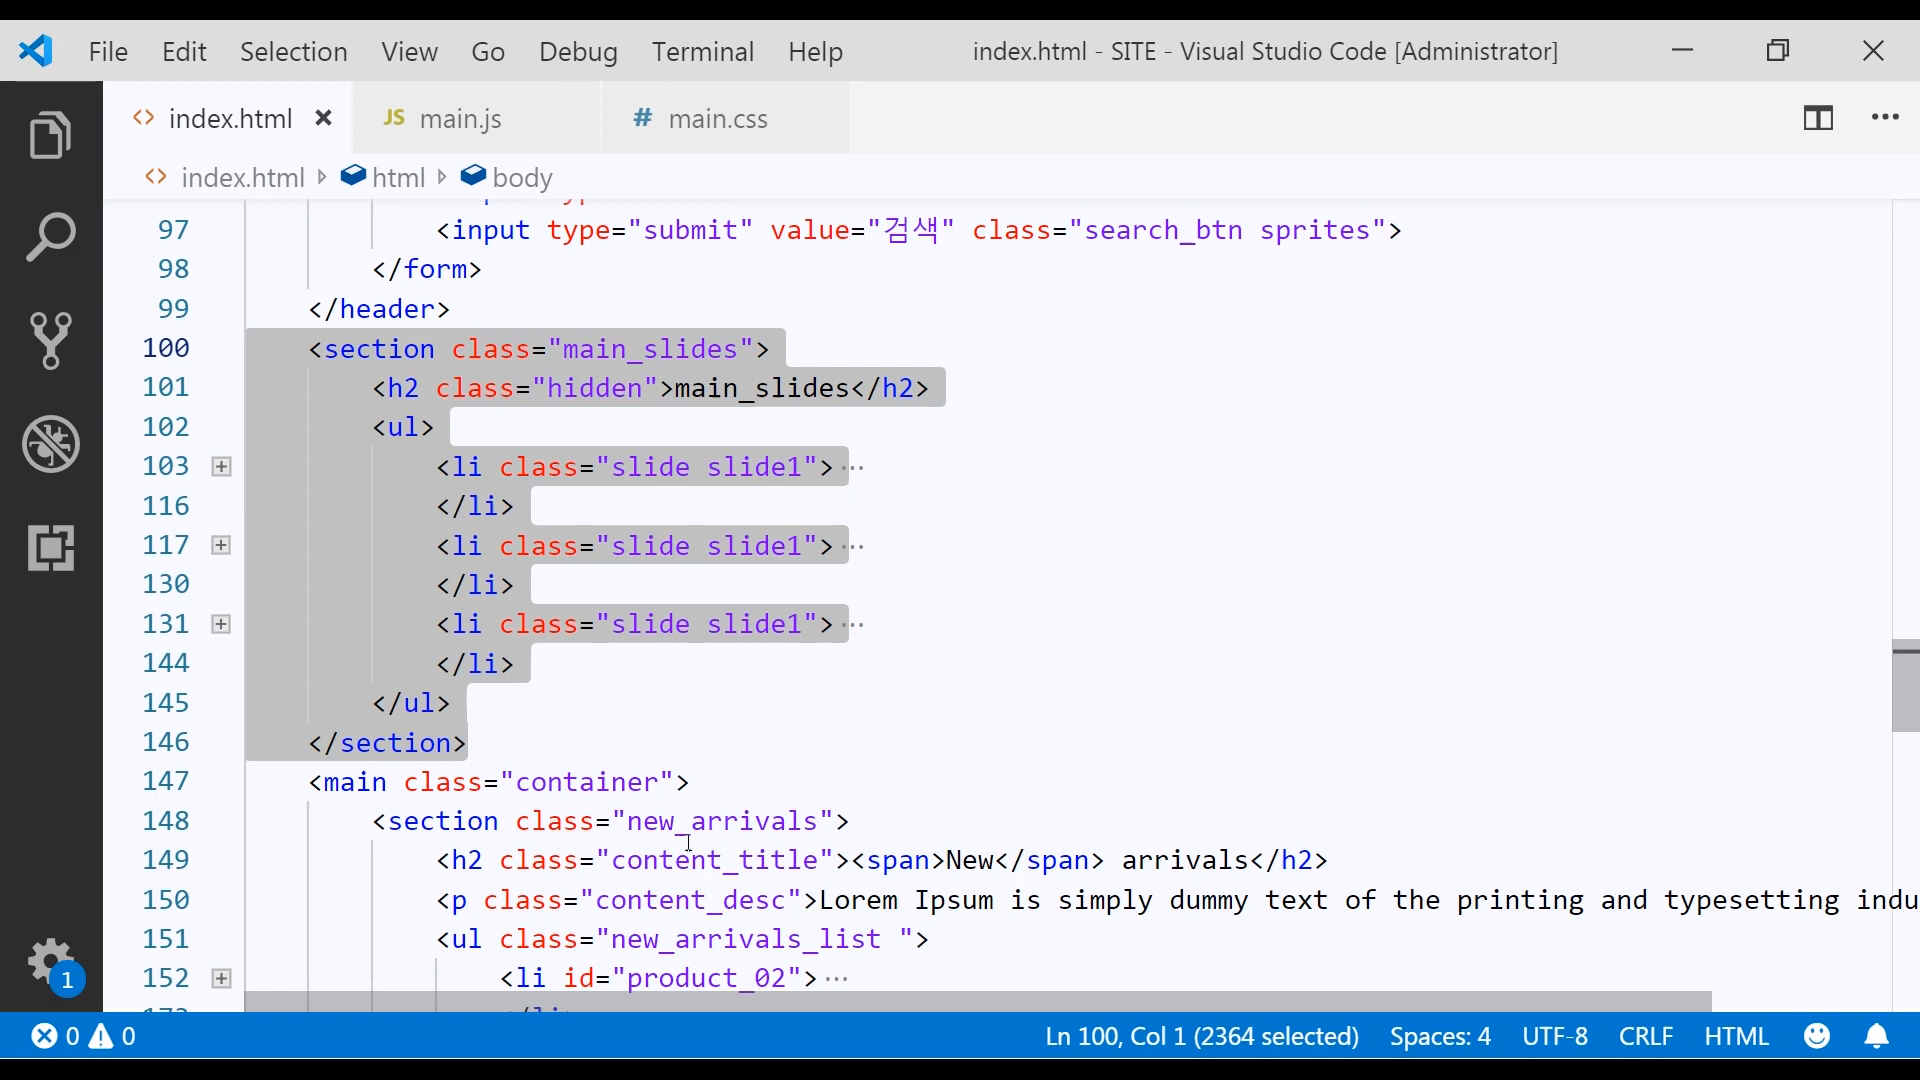 File Edit Selection View Go Debug Terminal Help index.html - SITE - Visual Studio Code [Administrator]
index.html JS main.js # main.css
index.html html body
97 <input type="submit" value="검색" class="search_btn sprites">
98 </form>
99 </header>
100 <section class="main_slides">
101 <h2 class="hidden">main_slides</h2>
102 <ul>
103 <li class="slide slide1">…
116 </li>
117 <li class="slide slide1">…
130 </li>
131 <li class="slide slide1">…
144 </li>
145 </ul>
146 </section>
147 <main class="container">
148 <section class="new_arrivals">
149 <h2 class="content_title"><span>New</span> arrivals</h2>
150 <p class="content_desc">Lorem Ipsum is simply dummy text of the printing and typesetting indu
151 <ul class="new_arrivals_list ">
152 <li id="product_02">…
1
0 0 Ln 100, Col 1 (2364 selected) Spaces: 4 UTF-8 CRLF HTML